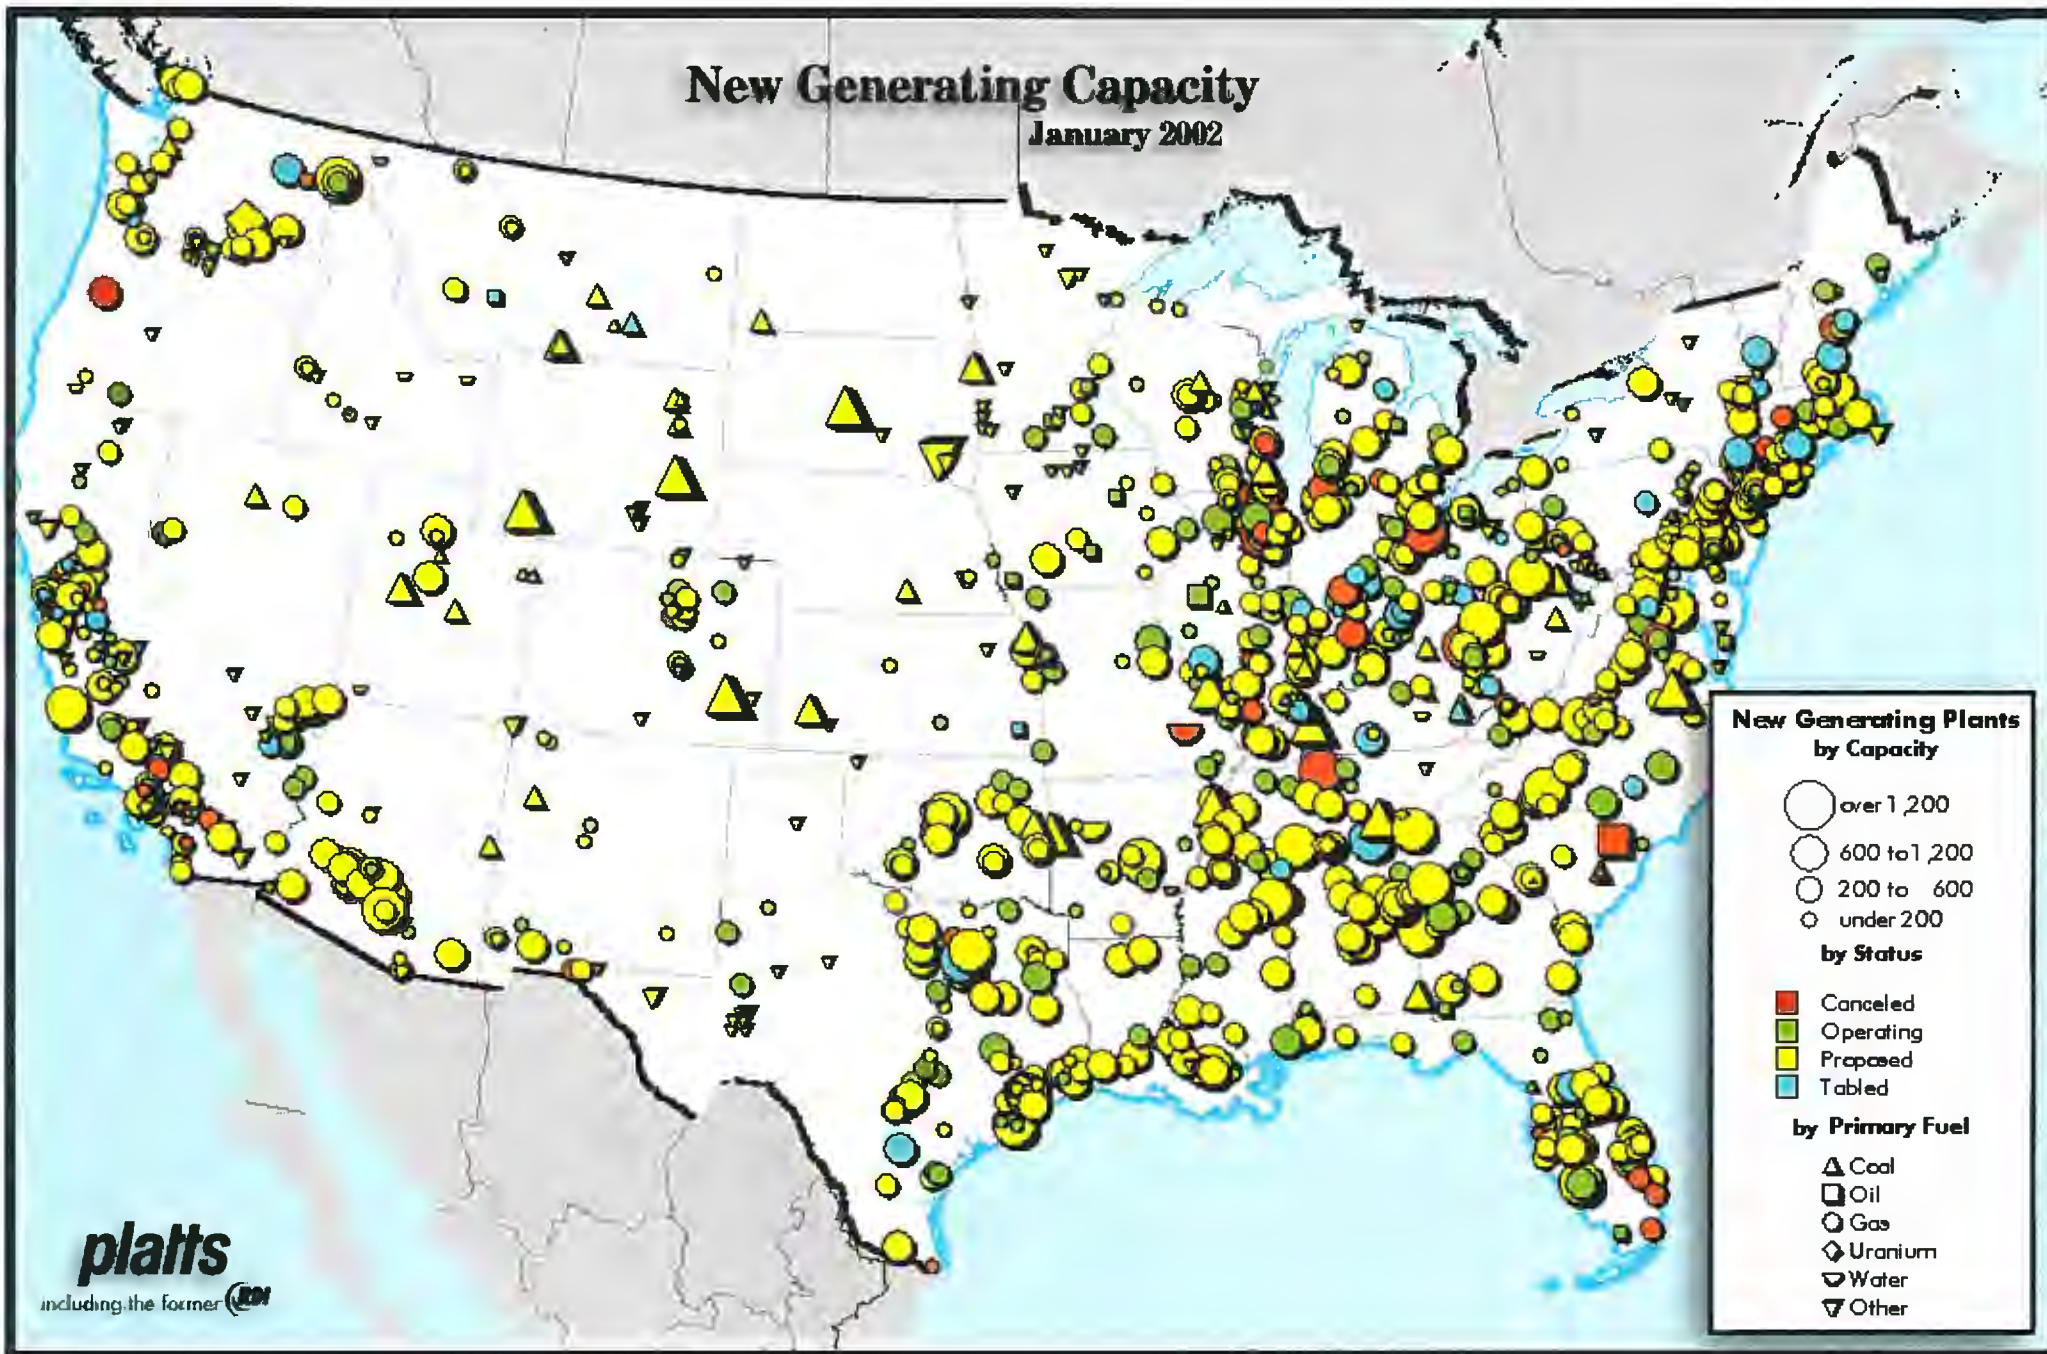 New Generating Capacity
January 2002
New Generating Plants
by Capacity
over 1,200
600 to 1,200
200 to 600
under 200
by Status
Canceled
Operating
Proposed
Tabled
by Primary Fuel
Coal
Oil
Gas
Uranium
Water
Other
platts
including the former RDI